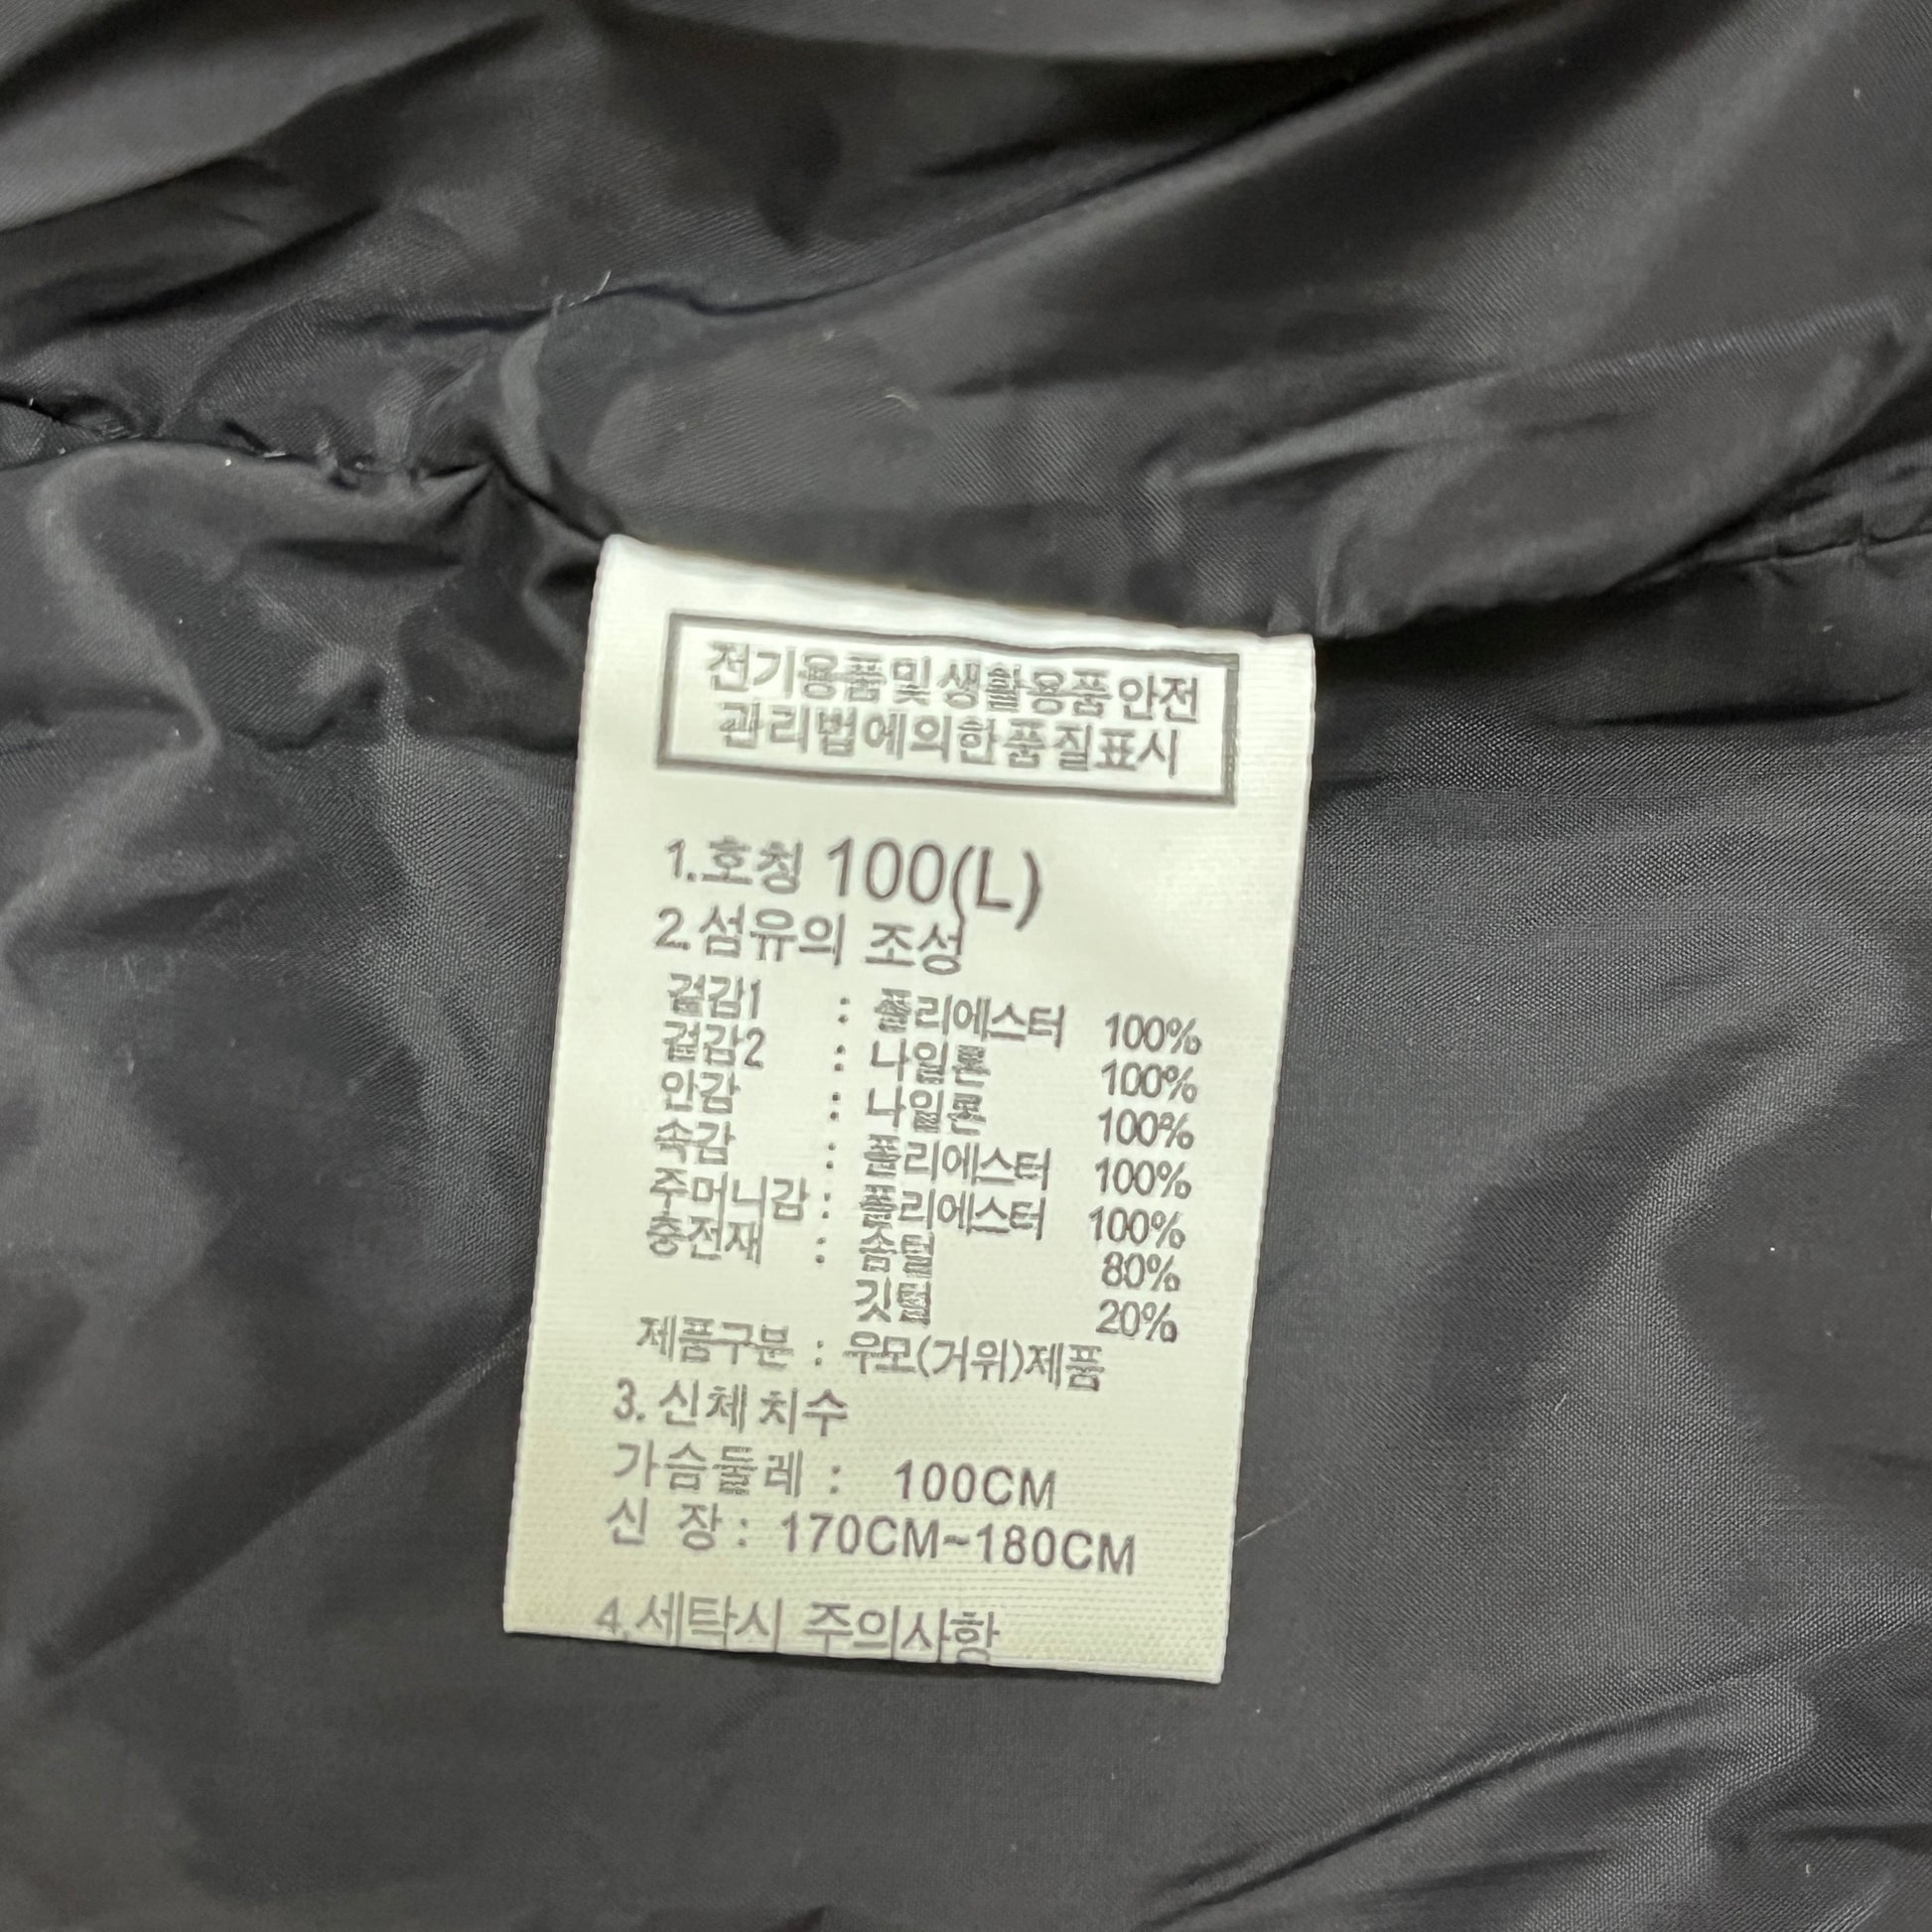 전기용품및생활용품안전
관리법에의한품질표시
1.호칭 100(L)
2.섬유의 조성
겉감1 : 폴리에스터 100%
겉감2 : 나일론 100%
안감 : 나일론 100%
속감 : 폴리에스터 100%
주머니감 : 폴리에스터 100%
충전재 : 솜털 80%
깃털 20%
제품구분 : 우모(거위)제품
3. 신체 치수
가슴둘레 : 100CM
신 장 : 170CM~180CM
4.세탁시 주의사항